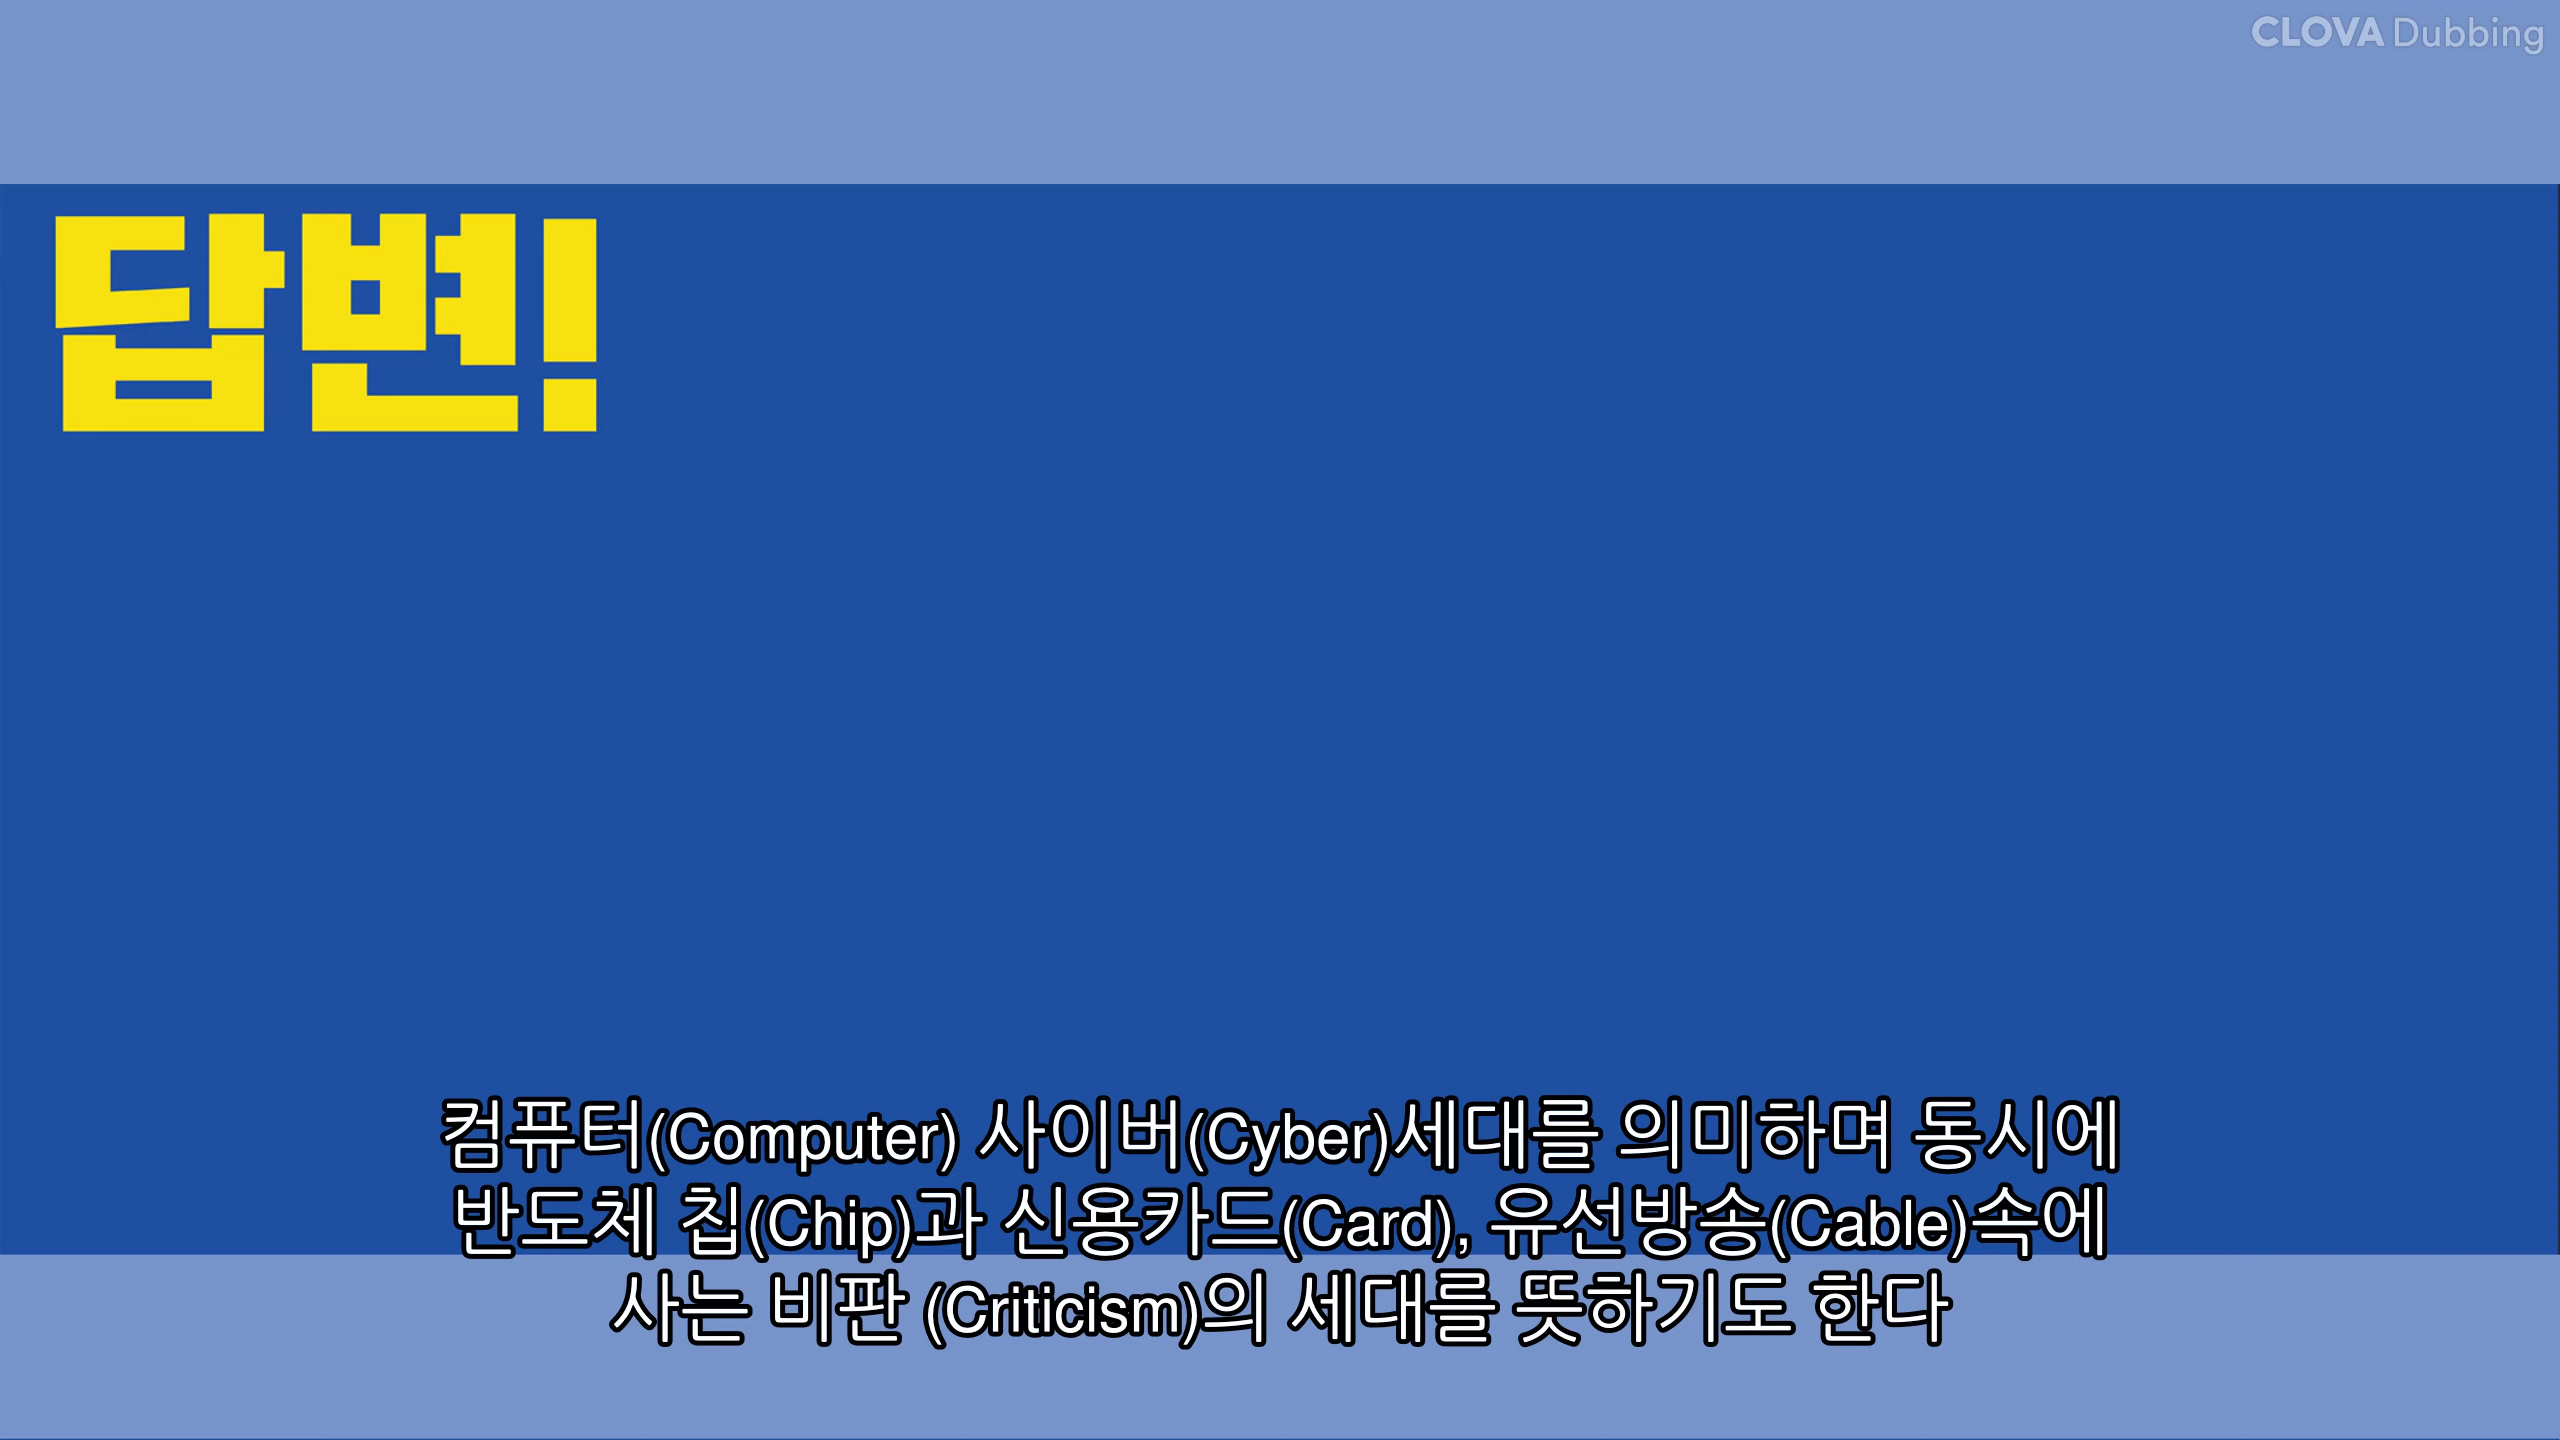 CLOVA Dubbing
답변!
컴퓨터(Computer) 사이버(Cyber)세대를 의미하며 동시에
반도체 칩(Chip)과 신용카드(Card), 유선방송(Cable)속에
사는 비판 (Criticism)의 세대를 뜻하기도 한다